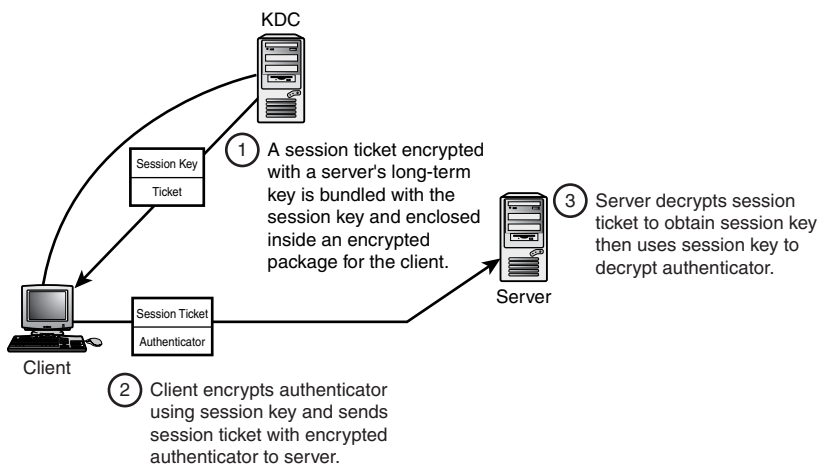 KDC
Session Key
Ticket
1
A session ticket encrypted
with a server's long-term
key is bundled with the
session key and enclosed
inside an encrypted
package for the client.
3
Server decrypts session
ticket to obtain session key
then uses session key to
decrypt authenticator.
Server
Session Ticket
Authenticator
Client
2
Client encrypts authenticator
using session key and sends
session ticket with encrypted
authenticator to server.